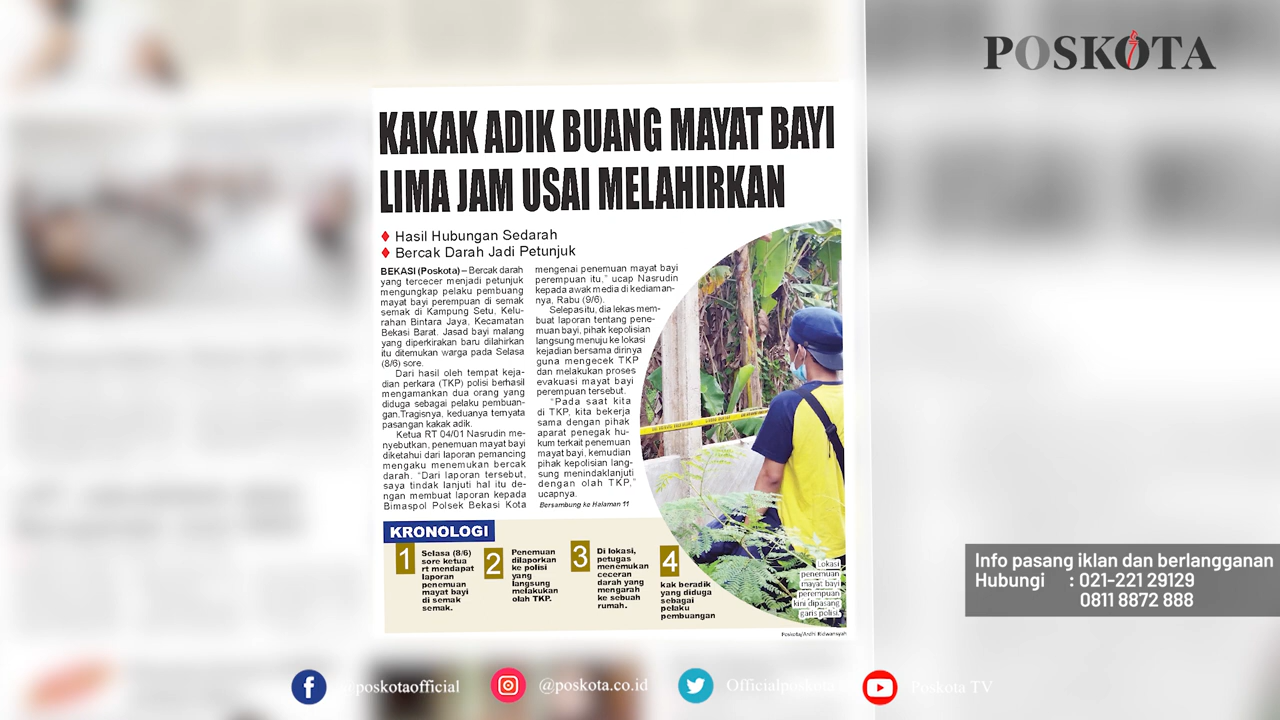 POSKOTA
KAKAK ADIK BUANG MAYAT BAYI
LIMA JAM USAI MELAHIRKAN
Hasil Hubungan Sedarah
Bercak Darah Jadi Petunjuk
BEKASI (Poskota) – Bercak darah
yang tercecer menjadi petunjuk
mengungkap pelaku pembuang
mayat bayi perempuan di semak
semak di Kampung Setu, Kelu-
rahan Bintara Jaya, Kecamatan
Bekasi Barat. Jasad bayi malang
yang diperkirakan baru dilahirkan
itu ditemukan warga pada Selasa
(8/6) sore.
Dari hasil oleh tempat keja-
dian perkara (TKP) polisi berhasil
mengamankan dua orang yang
diduga sebagai pelaku pembuan-
gan.Tragisnya, keduanya ternyata
pasangan kakak adik.
Ketua RT 04/01 Nasrudin me-
nyebutkan, penemuan mayat bayi
diketahui dari laporan pemancing
mengaku menemukan bercak
darah. "Dari laporan tersebut,
saya tindak lanjuti hal itu de-
ngan membuat laporan kepada
Bimaspol Polsek Bekasi Kota
mengenai penemuan mayat bayi
perempuan itu," ucap Nasrudin
kepada awak media di kediaman-
nya, Rabu (9/6).
Selepas itu, dia lekas mem-
buat laporan tentang pene-
muan bayi, pihak kepolisian
langsung menuju ke lokasi
kejadian bersama dirinya
guna mengecek TKP
dan melakukan proses
evakuasi mayat bayi
perempuan tersebut.
"Pada saat kita
di TKP, kita bekerja
sama dengan pihak
aparat penegak hu-
kum terkait penemuan
mayat bayi, kemudian
pihak kepolisian lang-
sung menindaklanjuti
dengan olah TKP,"
ucapnya.
Bersambung ke Halaman 11
KRONOLOGI
1
Selasa (8/6)
sore ketua
rt mendapat
laporan
penemuan
mayat bayi
di semak
semak.
2
Penemuan
dilaporkan
ke polisi
yang
langsung
melakukan
olah TKP.
3
Di lokasi,
petugas
menemukan
ceceran
darah yang
mengarah
ke sebuah
rumah.
4
kak beradik
yang diduga
sebagai
pelaku
pembuangan
Lokasi
penemuan
mayat bayi
perempuan
kini dipasang
garis polisi.
Poskota/Ardhi Ridwansyah
Info pasang iklan dan berlangganan
Hubungi : 021-221 29129
0811 8872 888
@poskotaofficial
@poskota.co.id
Officialposkota
Poskota TV